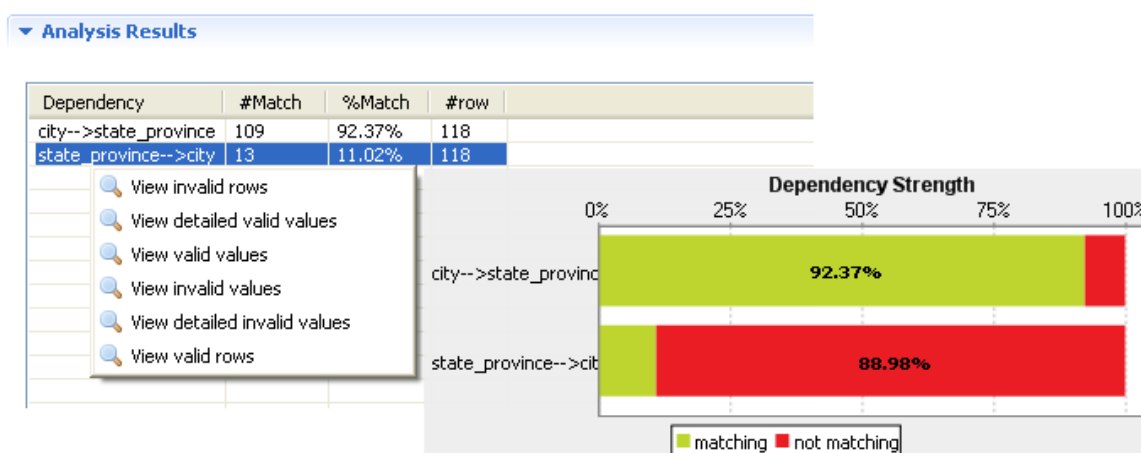 Analysis Results
Dependency #Match %Match #row
city-->state_province 109 92.37% 118
state_province-->city 13 11.02% 118
View invalid rows
View detailed valid values
View valid values
View invalid values
View detailed invalid values
View valid rows
Dependency Strength
0% 25% 50% 75% 100%
city-->state_provinc 92.37%
state_province-->cit 88.98%
matching not matching